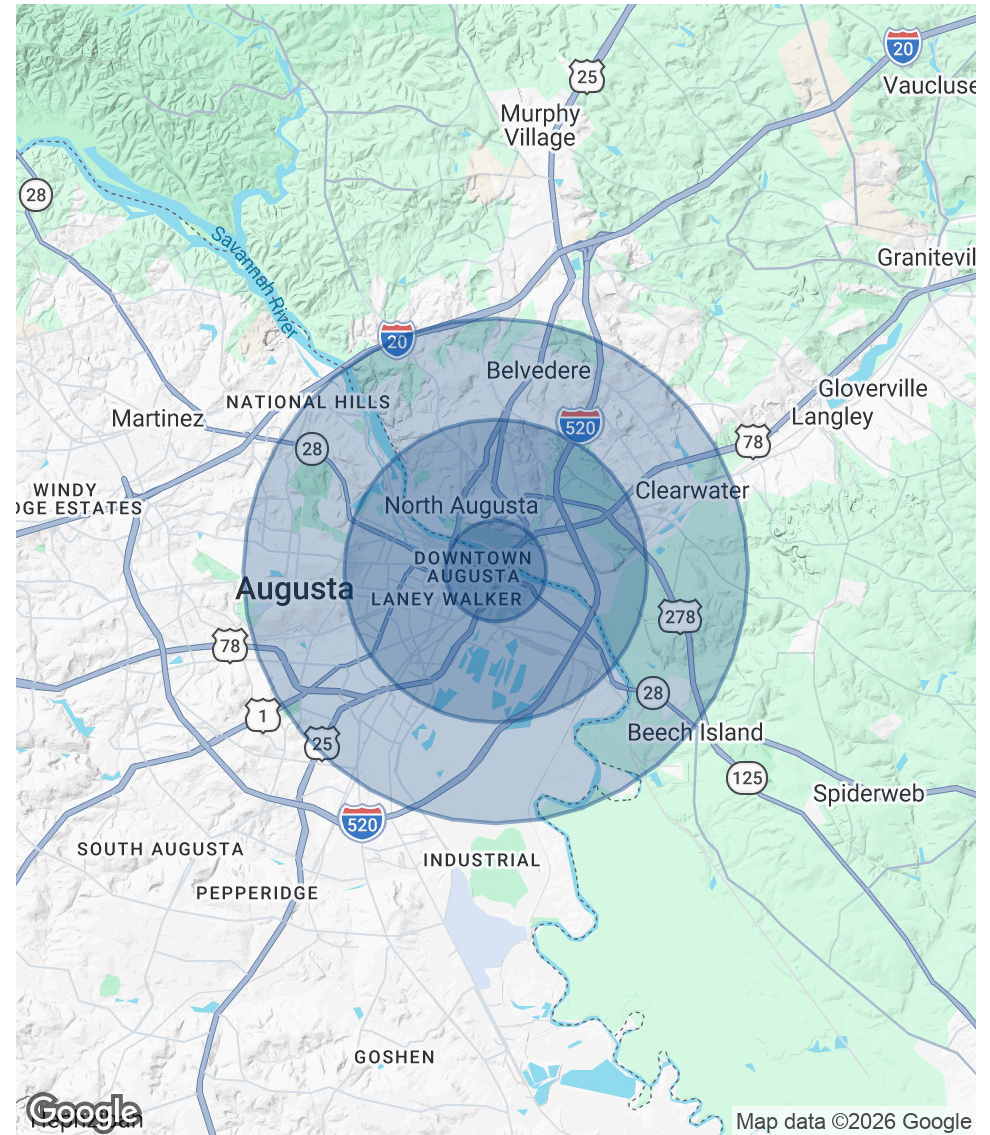 20
Vaucluse
25
Murphy
Village
28
Savannah River
Granitevil
20
Belvedere
Gloverville
NATIONAL HILLS
Langley
Martinez
520
78
28
WINDY
DGE ESTATES
Clearwater
North Augusta
DOWNTOWN
AUGUSTA
Augusta
LANEY WALKER
278
78
28
1
25
Beech Island
125
Spiderweb
520
SOUTH AUGUSTA
INDUSTRIAL
PEPPERIDGE
GOSHEN
Google
Map data ©2026 Google